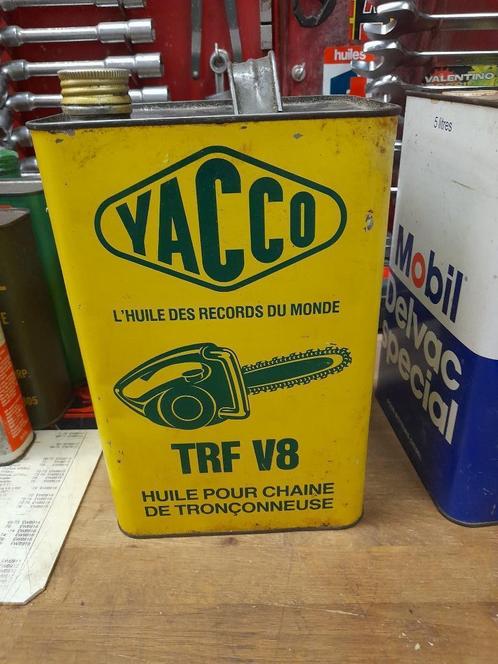 YACCO
L'HUILE DES RECORDS DU MONDE
TRF V8
HUILE POUR CHAINE
DE TRONÇONNEUSE
huiles
VALENTINO
5 litres
Mobil
Delvac
Special